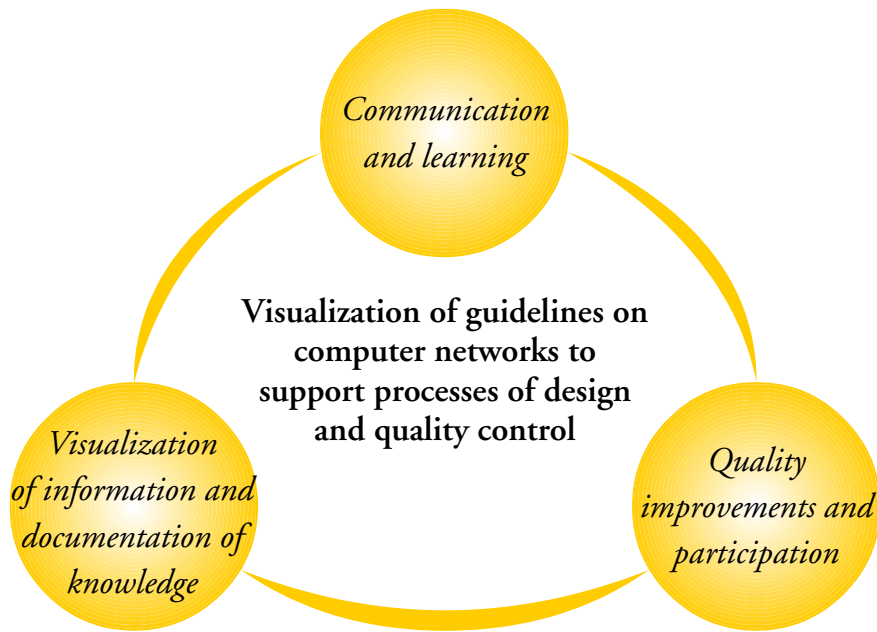 Communication
and learning
Visualization of guidelines on
computer networks to
support processes of design
and quality control
Visualization
of information and
documentation of
knowledge
Quality
improvements and
participation